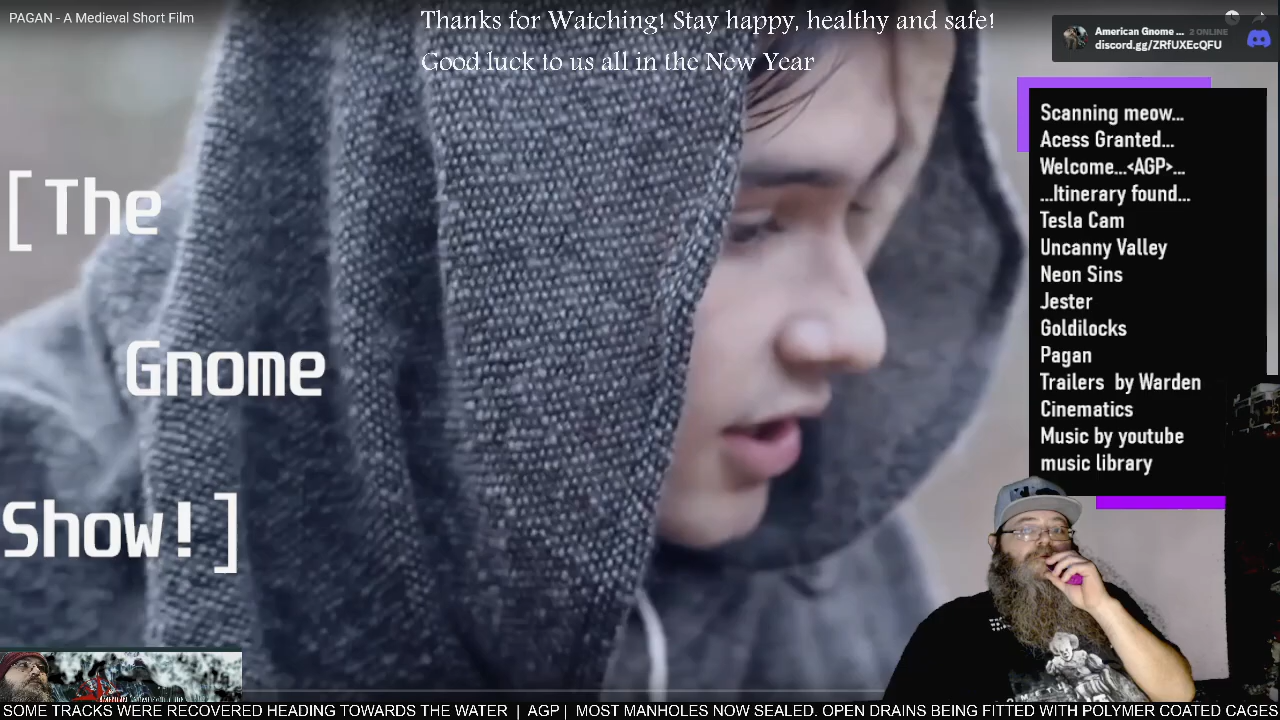 PAGAN - A Medieval Short Film
Thanks for Watching! Stay happy, healthy and safe!
Good luck to us all in the New Year
American Gnome ... 2 ONLINE
discord.gg/ZRfUXEcQFU
[ The
Gnome
Show! ]
Scanning meow...
Acess Granted...
Welcome...<AGP>...
...Itinerary found...
Tesla Cam
Uncanny Valley
Neon Sins
Jester
Goldilocks
Pagan
Trailers by Warden
Cinematics
Music by youtube
music library
SOME TRACKS WERE RECOVERED HEADING TOWARDS THE WATER | AGP | MOST MANHOLES NOW SEALED. OPEN DRAINS BEING FITTED WITH POLYMER COATED CAGES